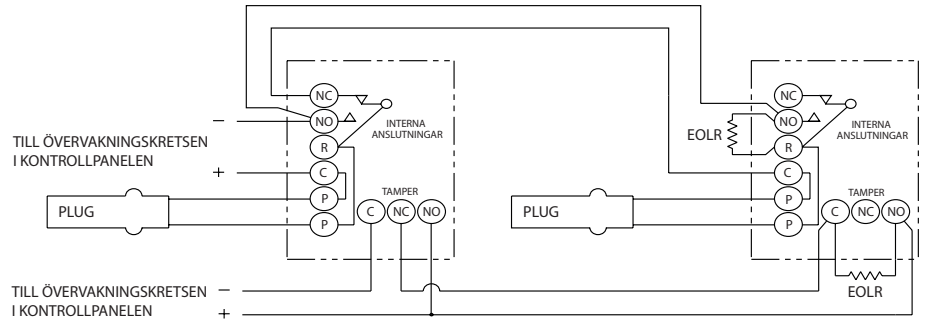 NC
NO
R
C
P
P
INTERNA
ANSLUTNINGAR
TAMPER
C NC NO
TILL ÖVERVAKNINGSKRETSEN
I KONTROLLPANELEN
−
+
PLUG
NC
NO
R
C
P
P
INTERNA
ANSLUTNINGAR
EOLR
TAMPER
C NC NO
PLUG
EOLR
TILL ÖVERVAKNINGSKRETSEN −
I KONTROLLPANELEN +